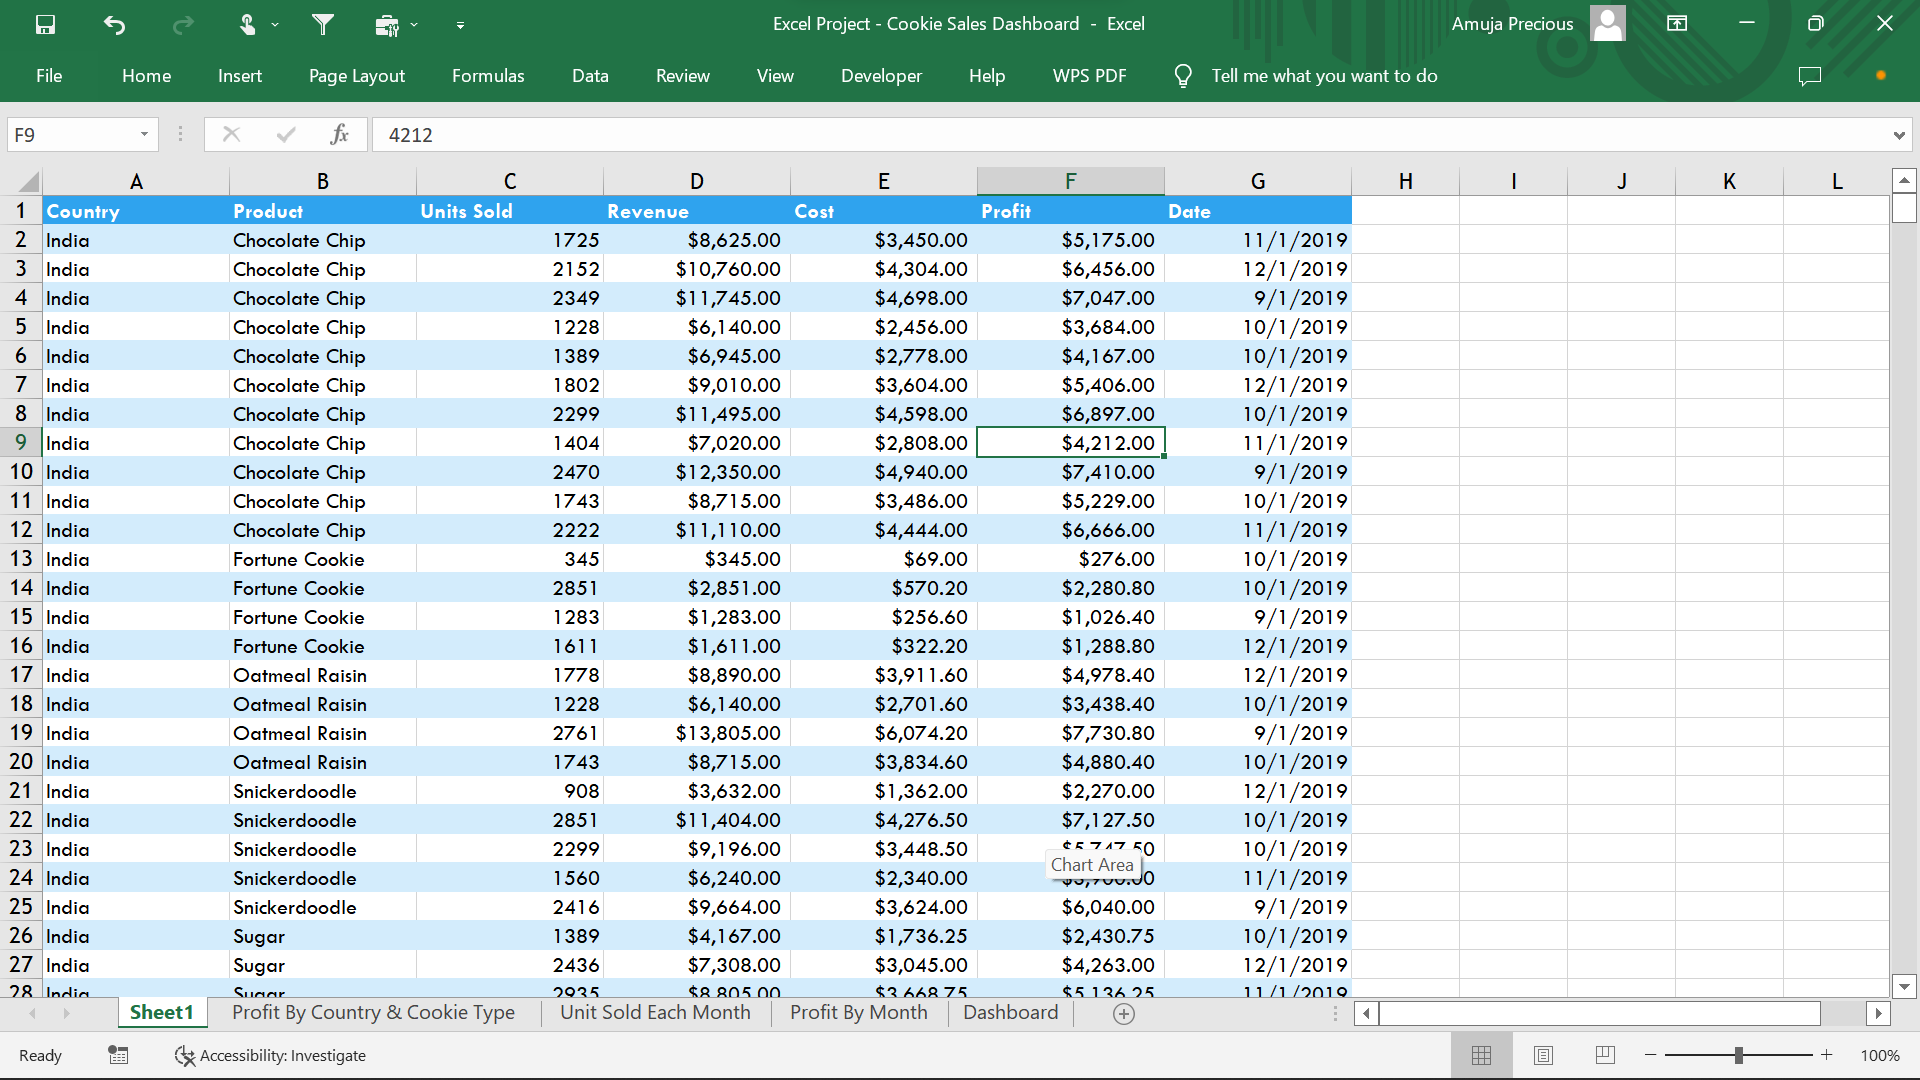 Excel Project - Cookie Sales Dashboard - Excel
Amuja Precious
File Home Insert Page Layout Formulas Data Review View Developer Help WPS PDF Tell me what you want to do
F9 fx 4212
A B C D E F G H I J K L
1 Country Product Units Sold Revenue Cost Profit Date
2 India Chocolate Chip 1725 $8,625.00 $3,450.00 $5,175.00 11/1/2019
3 India Chocolate Chip 2152 $10,760.00 $4,304.00 $6,456.00 12/1/2019
4 India Chocolate Chip 2349 $11,745.00 $4,698.00 $7,047.00 9/1/2019
5 India Chocolate Chip 1228 $6,140.00 $2,456.00 $3,684.00 10/1/2019
6 India Chocolate Chip 1389 $6,945.00 $2,778.00 $4,167.00 10/1/2019
7 India Chocolate Chip 1802 $9,010.00 $3,604.00 $5,406.00 12/1/2019
8 India Chocolate Chip 2299 $11,495.00 $4,598.00 $6,897.00 10/1/2019
9 India Chocolate Chip 1404 $7,020.00 $2,808.00 $4,212.00 11/1/2019
10 India Chocolate Chip 2470 $12,350.00 $4,940.00 $7,410.00 9/1/2019
11 India Chocolate Chip 1743 $8,715.00 $3,486.00 $5,229.00 10/1/2019
12 India Chocolate Chip 2222 $11,110.00 $4,444.00 $6,666.00 11/1/2019
13 India Fortune Cookie 345 $345.00 $69.00 $276.00 10/1/2019
14 India Fortune Cookie 2851 $2,851.00 $570.20 $2,280.80 10/1/2019
15 India Fortune Cookie 1283 $1,283.00 $256.60 $1,026.40 9/1/2019
16 India Fortune Cookie 1611 $1,611.00 $322.20 $1,288.80 12/1/2019
17 India Oatmeal Raisin 1778 $8,890.00 $3,911.60 $4,978.40 12/1/2019
18 India Oatmeal Raisin 1228 $6,140.00 $2,701.60 $3,438.40 10/1/2019
19 India Oatmeal Raisin 2761 $13,805.00 $6,074.20 $7,730.80 9/1/2019
20 India Oatmeal Raisin 1743 $8,715.00 $3,834.60 $4,880.40 10/1/2019
21 India Snickerdoodle 908 $3,632.00 $1,362.00 $2,270.00 12/1/2019
22 India Snickerdoodle 2851 $11,404.00 $4,276.50 $7,127.50 10/1/2019
23 India Snickerdoodle 2299 $9,196.00 $3,448.50 $5,747.50 10/1/2019
Chart Area
24 India Snickerdoodle 1560 $6,240.00 $2,340.00 $3,900.00 11/1/2019
25 India Snickerdoodle 2416 $9,664.00 $3,624.00 $6,040.00 9/1/2019
26 India Sugar 1389 $4,167.00 $1,736.25 $2,430.75 10/1/2019
27 India Sugar 2436 $7,308.00 $3,045.00 $4,263.00 12/1/2019
28 India Sugar 2935 $8,805.00 $3,668.75 $5,136.25 11/1/2019
Sheet1 Profit By Country & Cookie Type Unit Sold Each Month Profit By Month Dashboard
Ready Accessibility: Investigate 100%